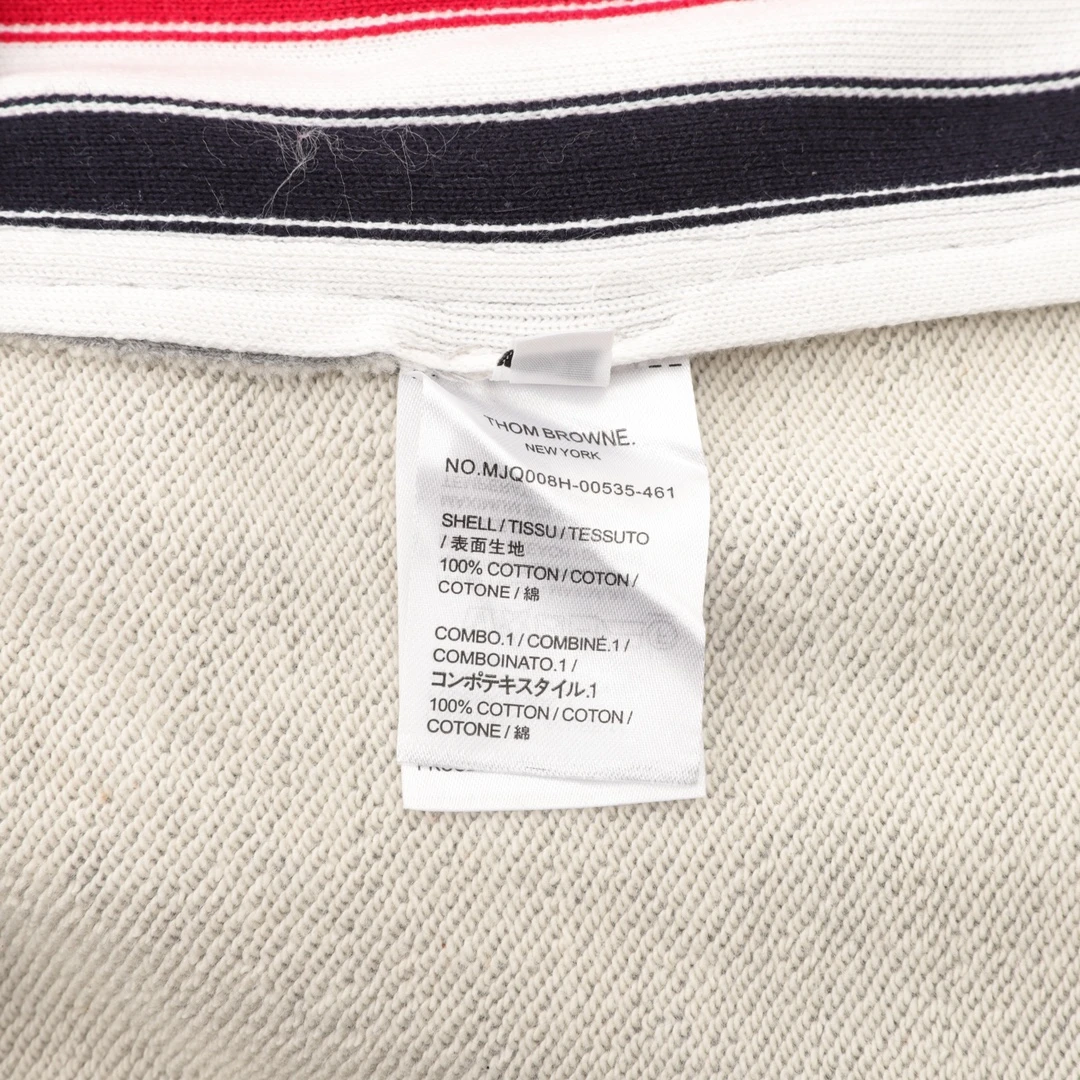 THOM BROWNE.
NEW YORK
NO.MJQ008H-00535-461
SHELL / TISSU / TESSUTO
/ 表面生地
100% COTTON / COTON /
COTONE / 綿
COMBO.1 / COMBINÉ.1 /
COMBOINATO.1 /
コンポテキスタイル.1
100% COTTON / COTON /
COTONE / 綿